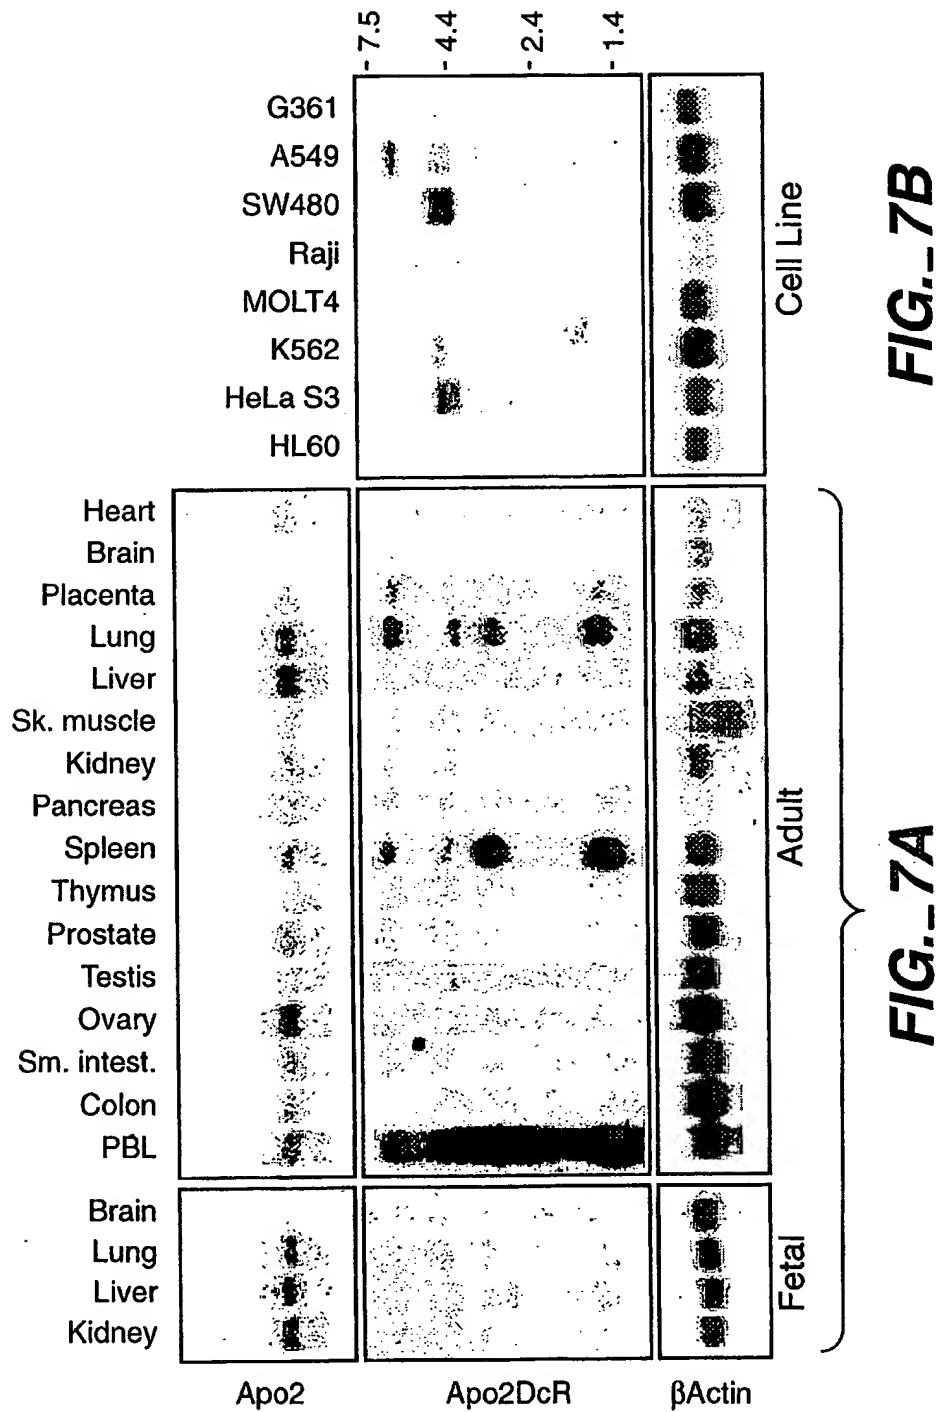 - 7.5
- 4.4
- 2.4
- 1.4
G361
A549
SW480
Raji
MOLT4
K562
HeLa S3
HL60
Cell Line
FIG._7B
Heart
Brain
Placenta
Lung
Liver
Sk. muscle
Kidney
Pancreas
Spleen
Thymus
Prostate
Testis
Ovary
Sm. intest.
Colon
PBL
Adult
FIG._7A
Brain
Lung
Liver
Kidney
Fetal
Apo2
Apo2DcR
βActin